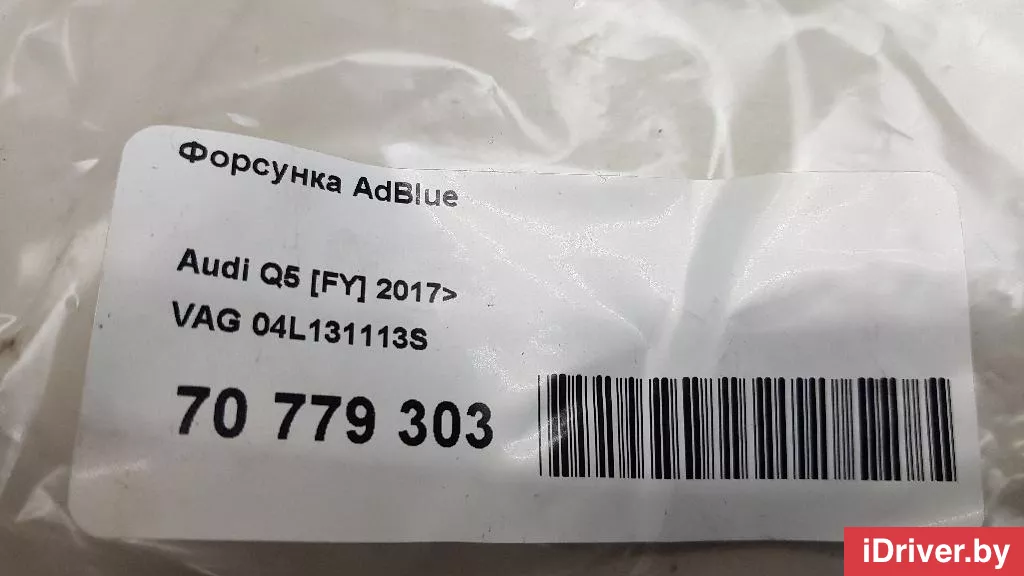 Форсунка AdBlue
Audi Q5 [FY] 2017>
VAG 04L131113S
70 779 303
iDriver.by